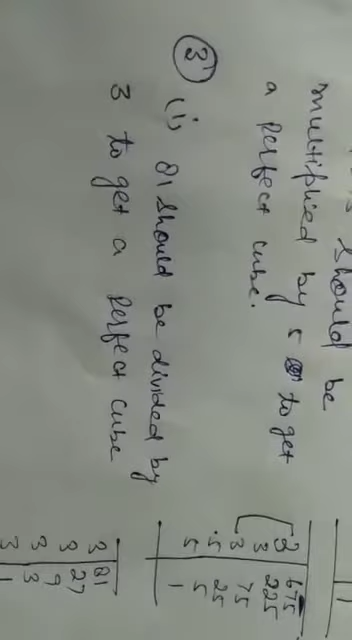 should be
multiplied by 5 to get
a perfect cube.
3 675
3 225
3 75
5 25
5 5
1
③ (i) 81 should be divided by
3 to get a perfect cube
3 81
3 27
3 9
3 3
1